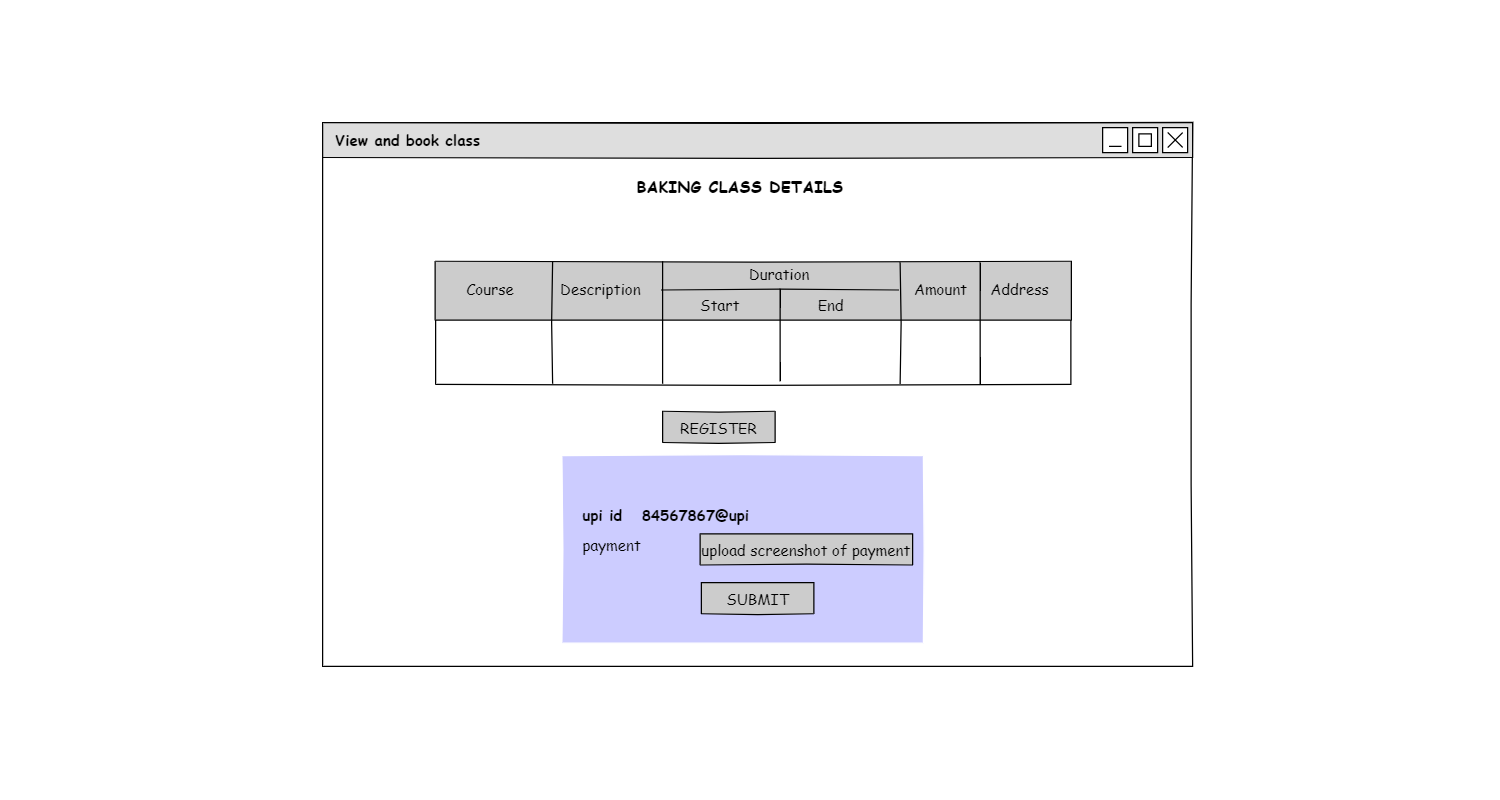 View and book class
BAKING CLASS DETAILS
Course Description Duration Amount Address
Start End
REGISTER
upi id 84567867@upi
payment upload screenshot of payment
SUBMIT